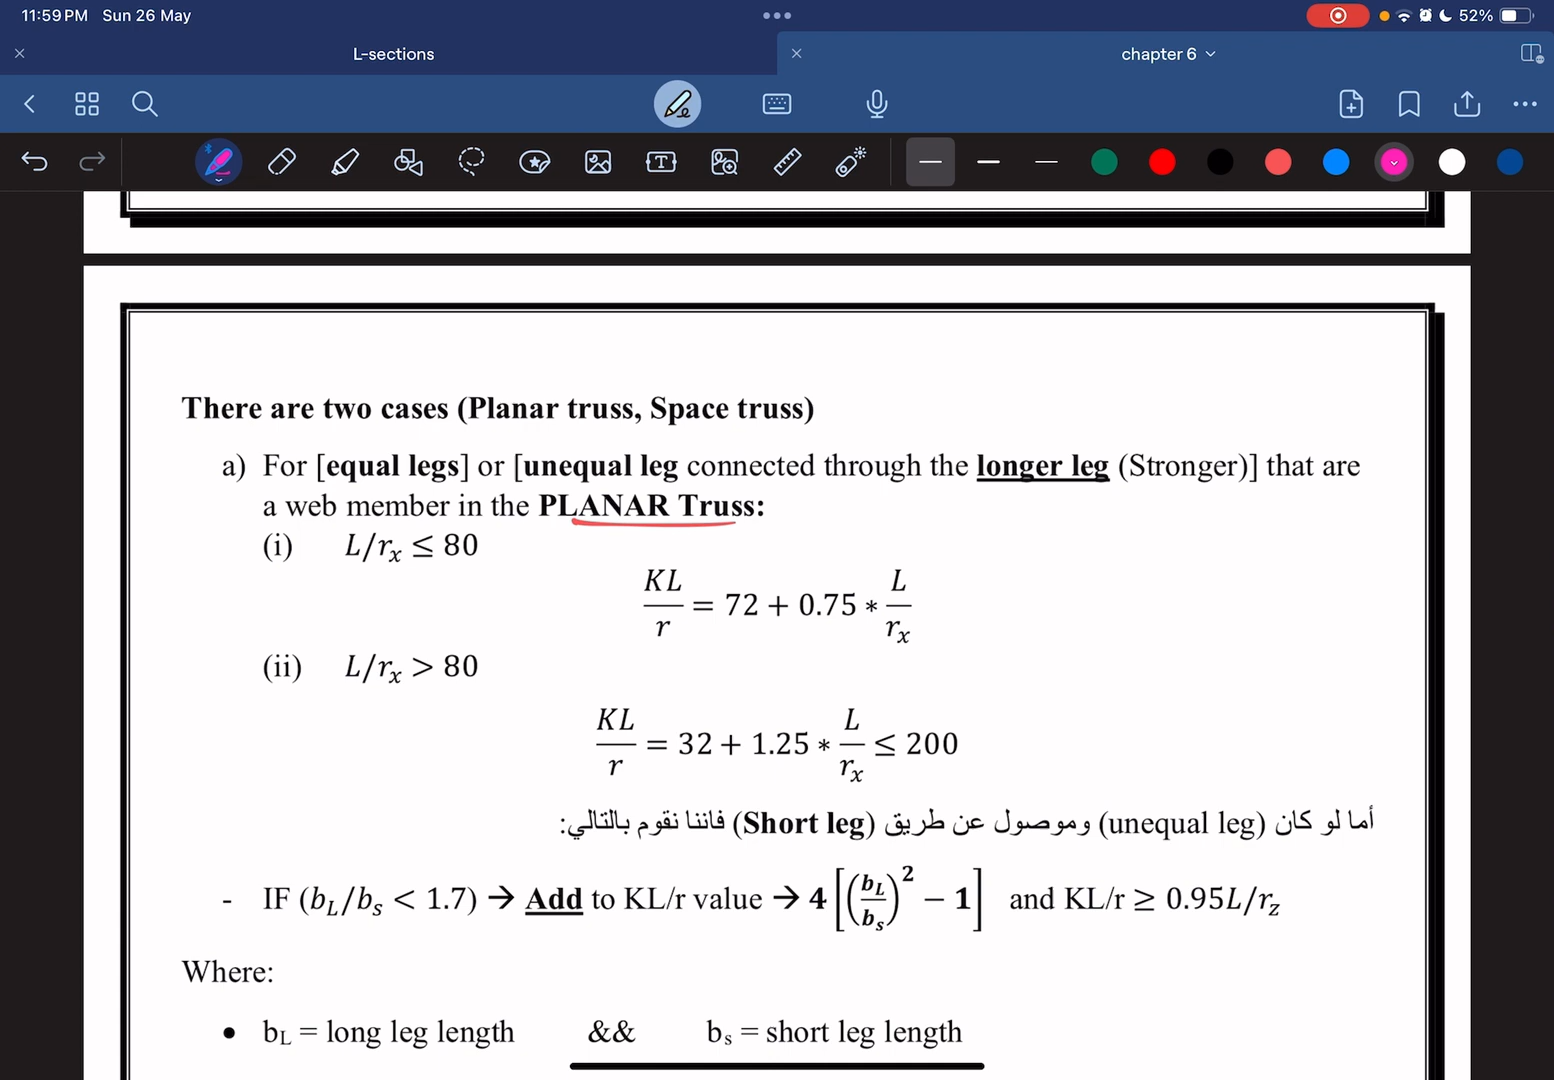 11:59 PM Sun 26 May
52%
L-sections
chapter 6
There are two cases (Planar truss, Space truss)
a) For [equal legs] or [unequal leg connected through the longer leg (Stronger)] that are
a web member in the PLANAR Truss:
(i) L/rₓ ≤ 80
KL/r = 72 + 0.75 * L/rₓ
(ii) L/rₓ > 80
KL/r = 32 + 1.25 * L/rₓ ≤ 200
أما لو كان (unequal leg) وموصول عن طريق (Short leg) فاننا نقوم بالتالي:
- IF (b_L/b_s < 1.7) → Add to KL/r value → 4[(b_L/b_s)² − 1] and KL/r ≥ 0.95L/r_z
Where:
• b_L = long leg length && b_s = short leg length